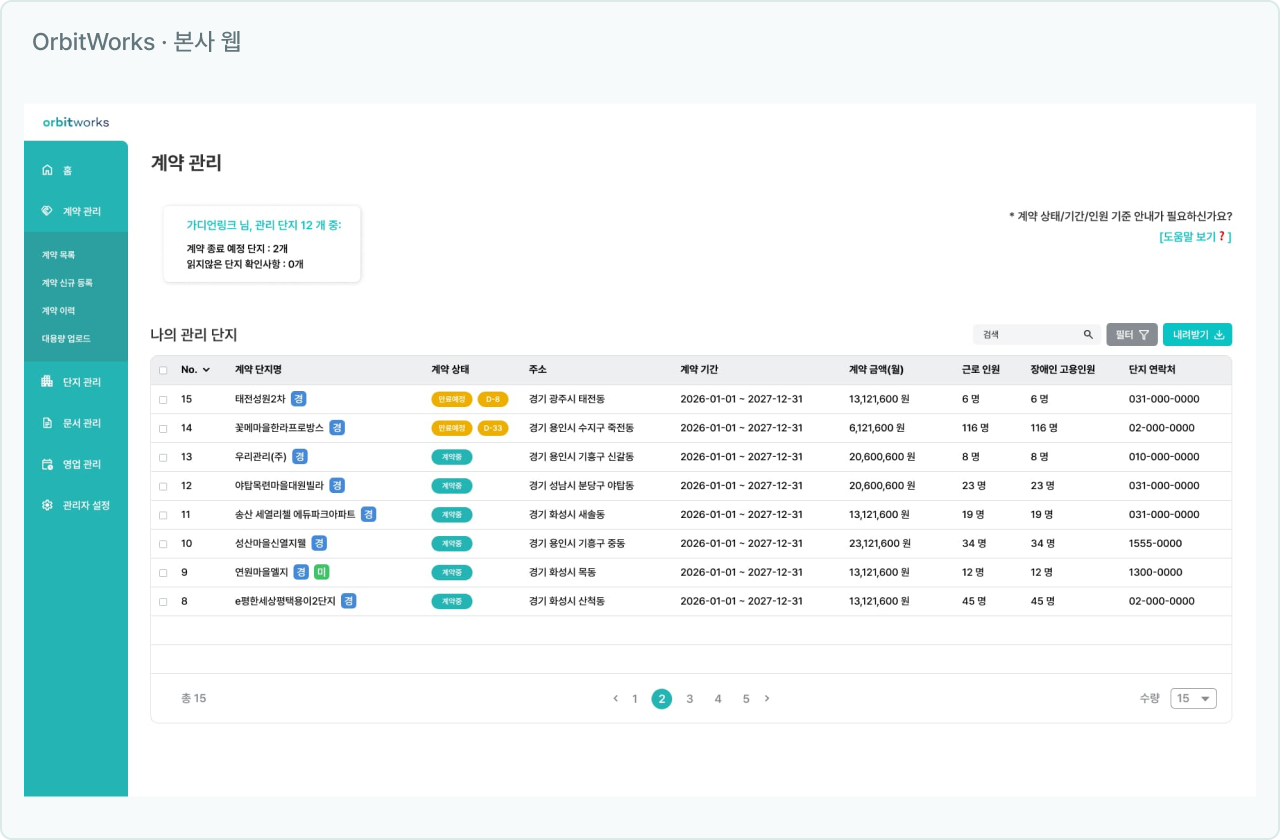 OrbitWorks · 본사 웹
orbitworks
홈
계약 관리
계약 목록
계약 신규 등록
계약 이력
대용량 업로드
단지 관리
문서 관리
영업 관리
관리자 설정
계약 관리
가디언링크 님, 관리 단지 12 개 중:
계약 종료 예정 단지 : 2개
읽지않은 단지 확인사항 : 0개
* 계약 상태/기간/인원 기준 안내가 필요하신가요?
[도움말 보기 ? ]
나의 관리 단지
검색 필터 내려받기
No. 계약 단지명 계약 상태 주소 계약 기간 계약 금액(월) 근로 인원 장애인 고용인원 단지 연락처
15 태전성원2차 경 만료예정 D-8 경기 광주시 태전동 2026-01-01 ~ 2027-12-31 13,121,600 원 6 명 6 명 031-000-0000
14 꽃메마을한라프로방스 경 만료예정 D-33 경기 용인시 수지구 죽전동 2026-01-01 ~ 2027-12-31 6,121,600 원 116 명 116 명 02-000-0000
13 우리관리(주) 경 계약중 경기 용인시 기흥구 신갈동 2026-01-01 ~ 2027-12-31 20,600,600 원 8 명 8 명 010-000-0000
12 야탑목련마을대원빌라 경 계약중 경기 성남시 분당구 야탑동 2026-01-01 ~ 2027-12-31 20,600,600 원 23 명 23 명 031-000-0000
11 송산 세열리첼 에듀파크아파트 경 계약중 경기 화성시 새솔동 2026-01-01 ~ 2027-12-31 13,121,600 원 19 명 19 명 031-000-0000
10 성산마을신열지웰 경 계약중 경기 용인시 기흥구 중동 2026-01-01 ~ 2027-12-31 23,121,600 원 34 명 34 명 1555-0000
9 연원마을엘지 경 미 계약중 경기 화성시 목동 2026-01-01 ~ 2027-12-31 13,121,600 원 12 명 12 명 1300-0000
8 e평한세상평택용이2단지 경 계약중 경기 화성시 산척동 2026-01-01 ~ 2027-12-31 13,121,600 원 45 명 45 명 02-000-0000
총 15 < 1 2 3 4 5 > 수량 15